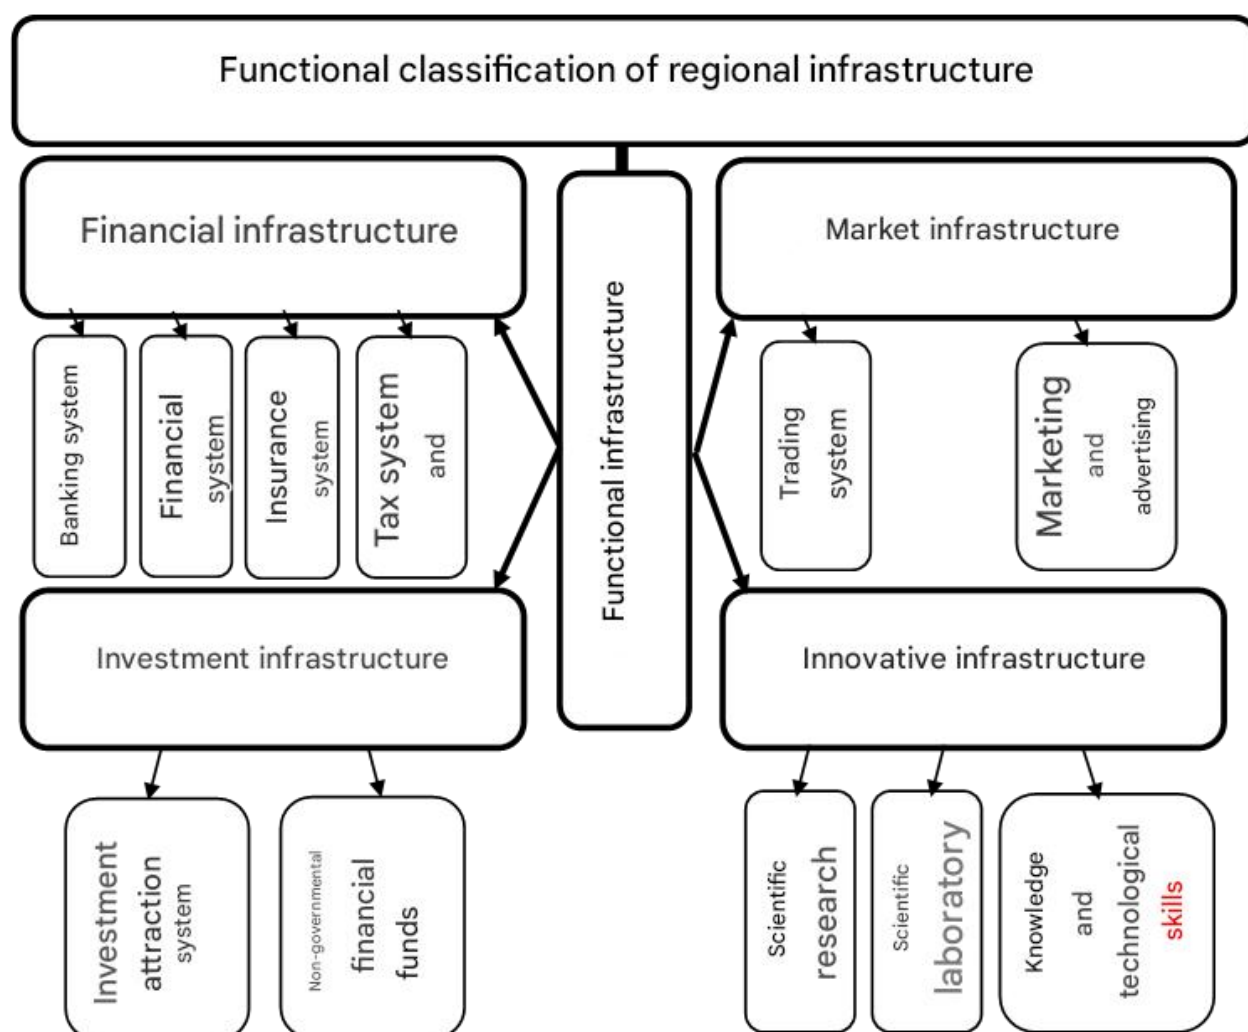 Functional classification of regional infrastructure
Financial infrastructure
Functional infrastructure
Market infrastructure
Banking system
Financial
system
Insurance
system
Tax system
and
Trading
system
Marketing
and
advertising
Investment infrastructure
Innovative infrastructure
Investment
attraction
system
Non-governmental
financial
funds
Scientific
research
Scientific
laboratory
Knowledge
and
technological
skills